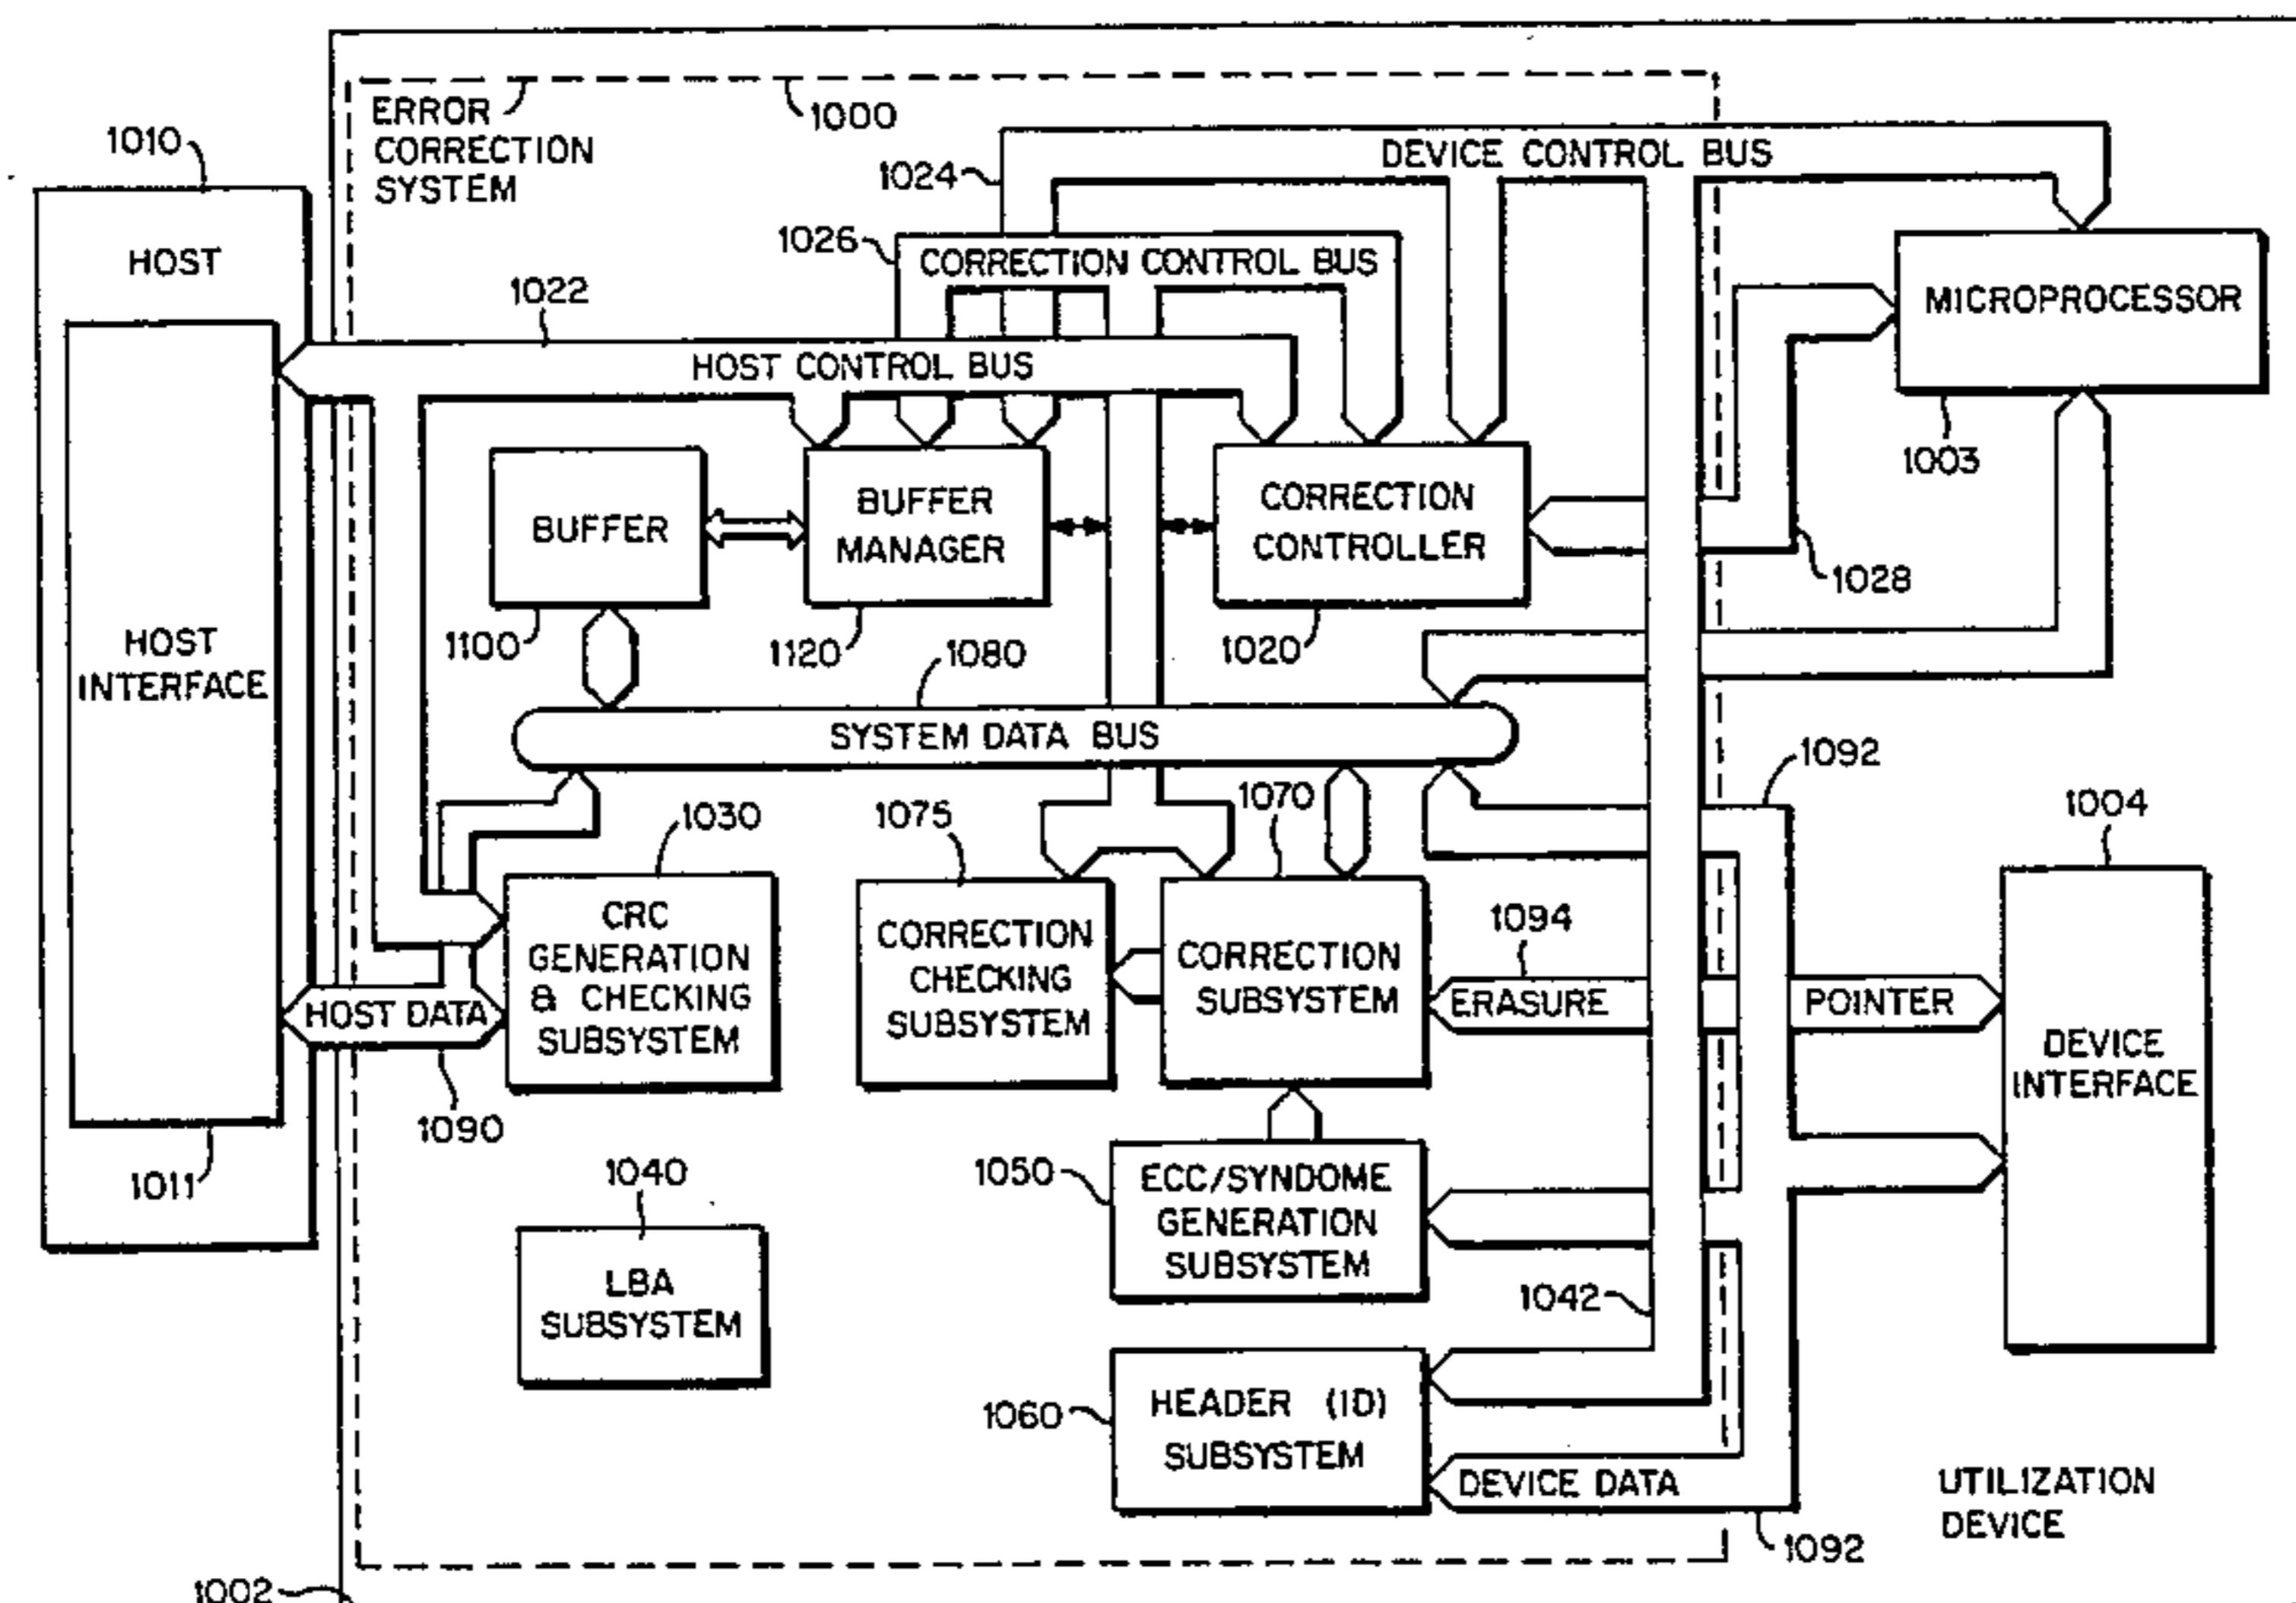 ERROR
CORRECTION
SYSTEM
1000
1010
HOST
HOST
INTERFACE
1011
1024
DEVICE CONTROL BUS
1026
CORRECTION CONTROL BUS
1022
HOST CONTROL BUS
MICROPROCESSOR
1003
BUFFER
1100
BUFFER
MANAGER
1120
CORRECTION
CONTROLLER
1020
1028
1080
SYSTEM DATA BUS
1092
1030
CRC
GENERATION
& CHECKING
SUBSYSTEM
HOST DATA
1090
1075
CORRECTION
CHECKING
SUBSYSTEM
1070
CORRECTION
SUBSYSTEM
1094
ERASURE
POINTER
1004
DEVICE
INTERFACE
1040
LBA
SUBSYSTEM
1050
ECC/SYNDOME
GENERATION
SUBSYSTEM
1042
1060
HEADER (ID)
SUBSYSTEM
DEVICE DATA
1092
UTILIZATION
DEVICE
1002